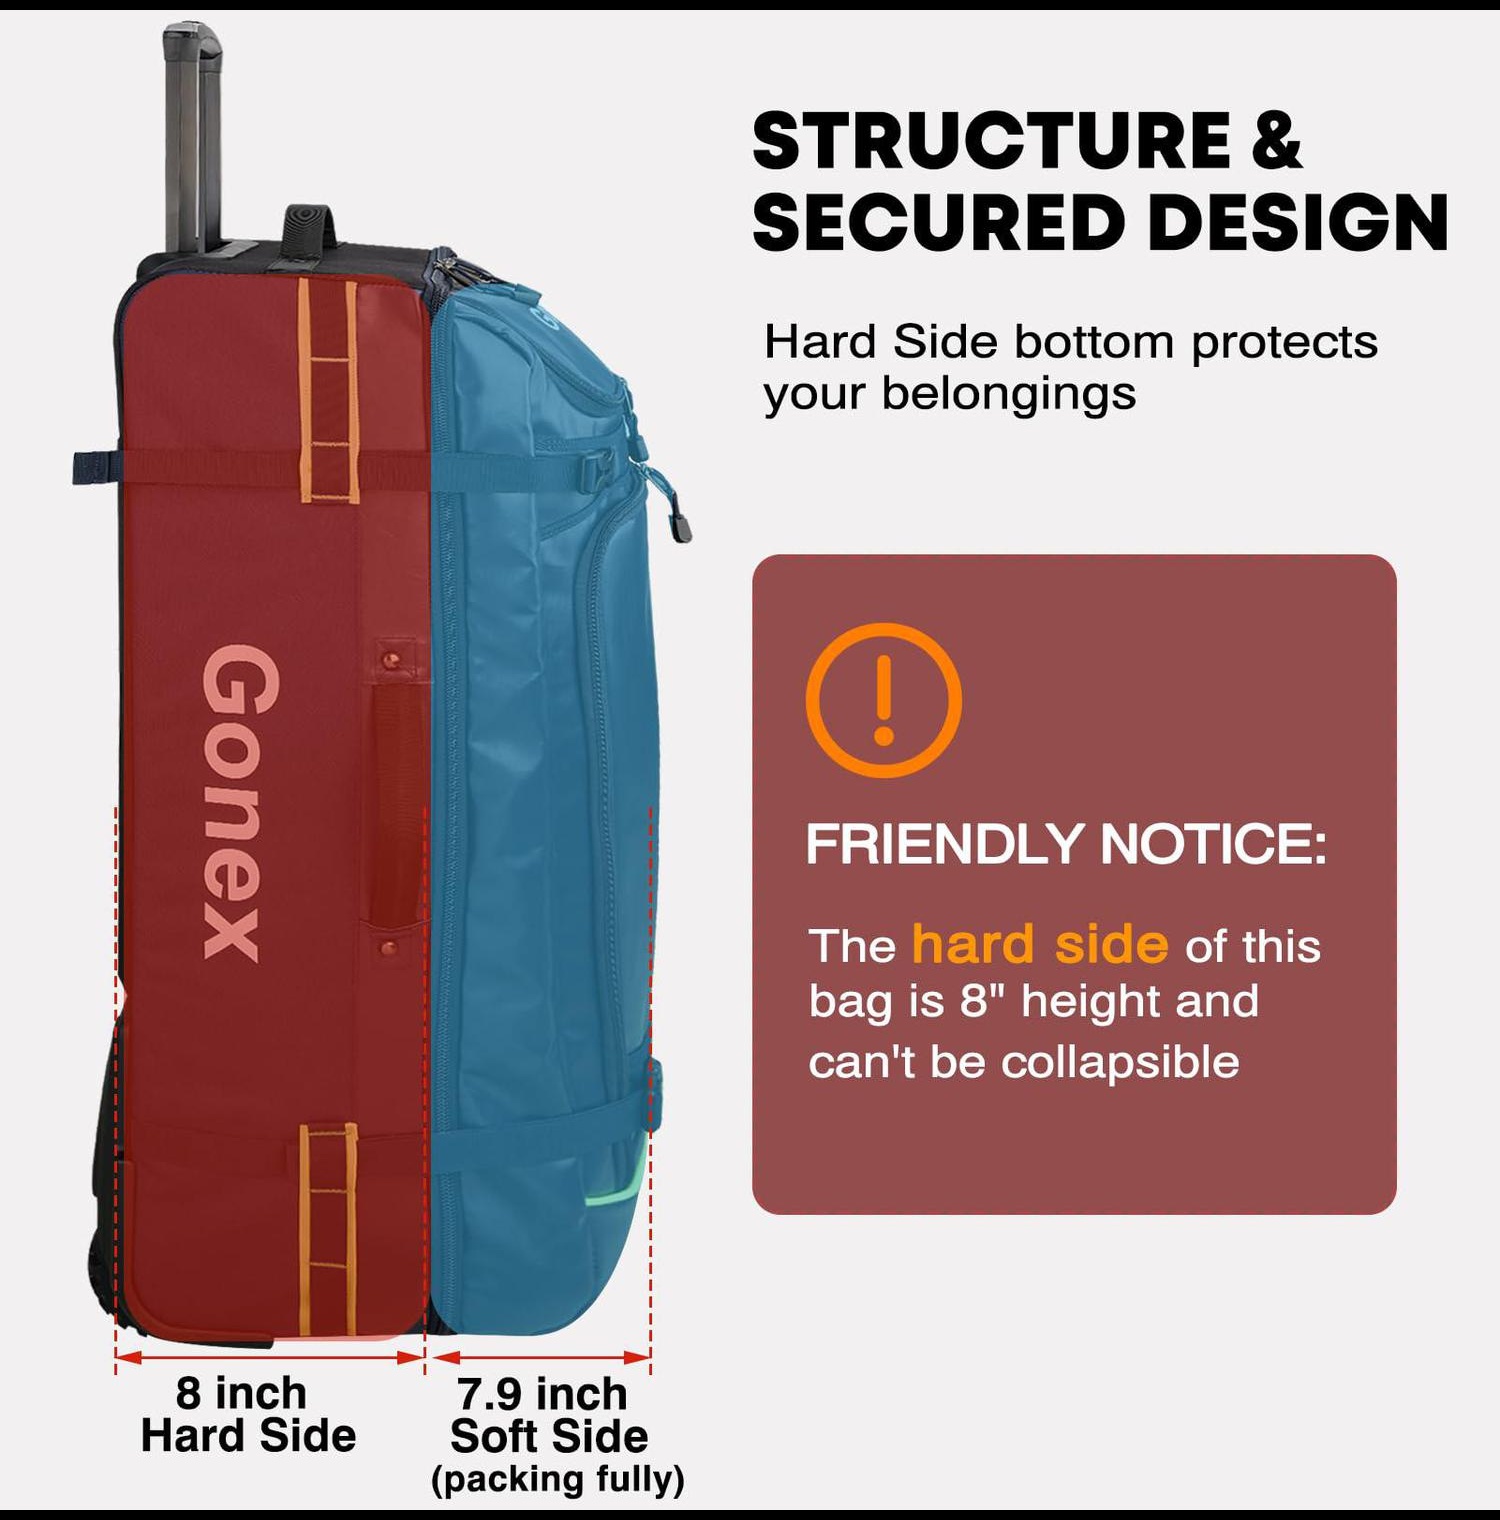 STRUCTURE &
SECURED DESIGN
Hard Side bottom protects
your belongings
Gonex
FRIENDLY NOTICE:
The hard side of this
bag is 8" height and
can't be collapsible
8 inch
Hard Side
7.9 inch
Soft Side
(packing fully)